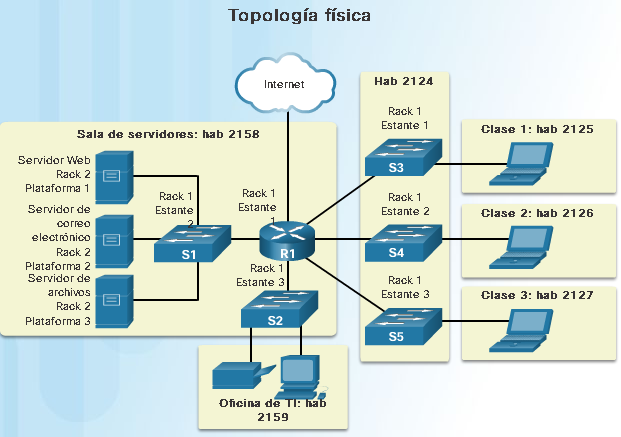 Topología física
Internet
Hab 2124
Rack 1
Estante 1
Clase 1: hab 2125
Sala de servidores: hab 2158
Servidor Web
Rack 2
Plataforma 1
Rack 1
Estante
2
Rack 1
Estante
1
S3
Servidor de
correo
electrónico
Rack 2
Plataforma 2
S1
R1
Rack 1
Estante 2
S4
Clase 2: hab 2126
Servidor de
archivos
Rack 2
Plataforma 3
Rack 1
Estante 3
S2
Rack 1
Estante 3
S5
Clase 3: hab 2127
Oficina de TI: hab
2159